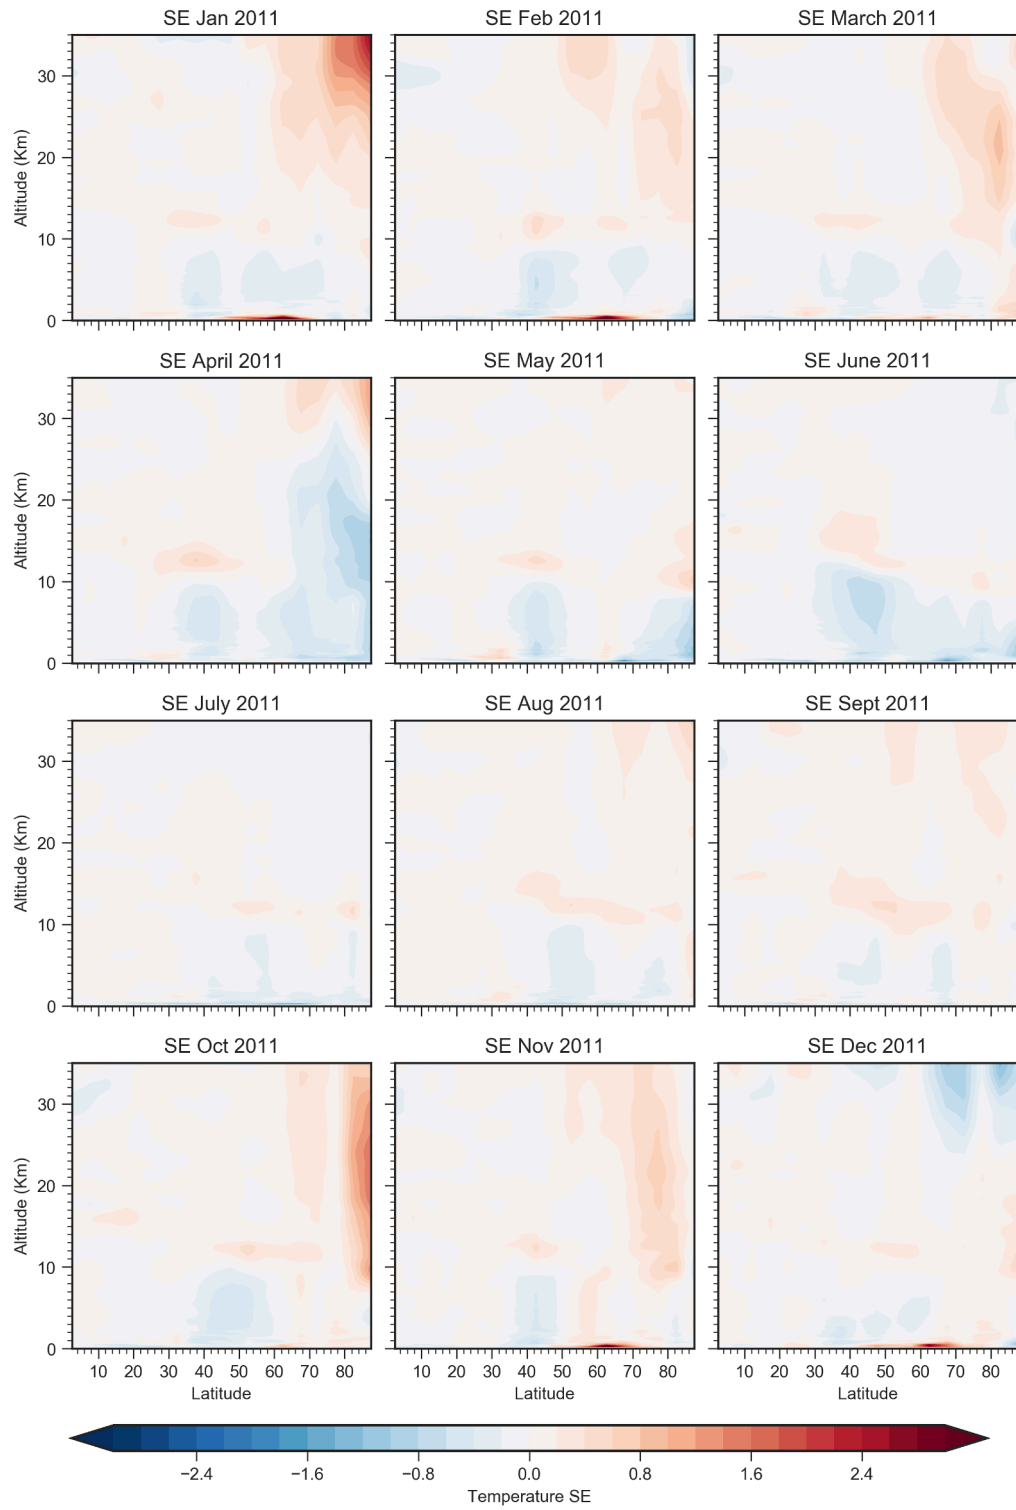 SE Jan 2011 SE Feb 2011 SE March 2011
Altitude (Km)
30
20
10
0
SE April 2011 SE May 2011 SE June 2011
Altitude (Km)
30
20
10
0
SE July 2011 SE Aug 2011 SE Sept 2011
Altitude (Km)
30
20
10
0
SE Oct 2011 SE Nov 2011 SE Dec 2011
Altitude (Km)
30
20
10
0
10 20 30 40 50 60 70 80 10 20 30 40 50 60 70 80 10 20 30 40 50 60 70 80
Latitude Latitude Latitude
−2.4 −1.6 −0.8 0.0 0.8 1.6 2.4
Temperature SE